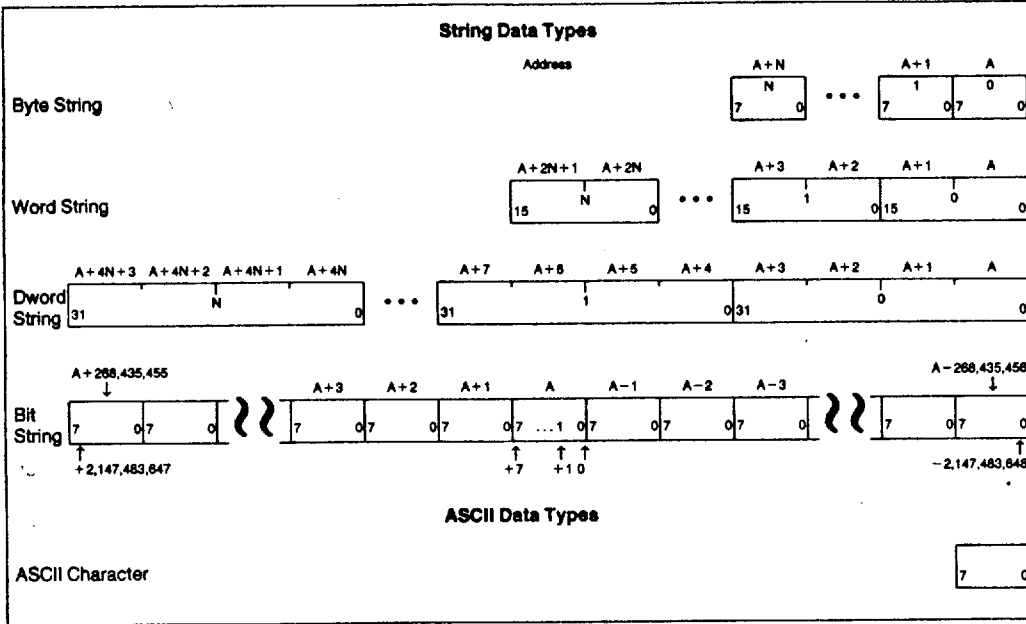 String Data Types
Address
A+N A+1 A
Byte String
N 1 0
7 0 • • • 7 0 7 0
A+2N+1 A+2N A+3 A+2 A+1 A
Word String
N 1 0
15 0 • • • 15 0 15 0
A+4N+3 A+4N+2 A+4N+1 A+4N A+7 A+6 A+5 A+4 A+3 A+2 A+1 A
Dword
String
N 1 0
31 0 • • • 31 0 31 0
A+268,435,455 A−268,435,456
A+3 A+2 A+1 A A−1 A−2 A−3
Bit
String
7 0 7 0 7 0 7 0 7 0 7 ...1 0 7 0 7 0 7 0 7 0 7 0
+2,147,483,647 +7 +1 0 −2,147,483,648
ASCII Data Types
ASCII Character
7 0